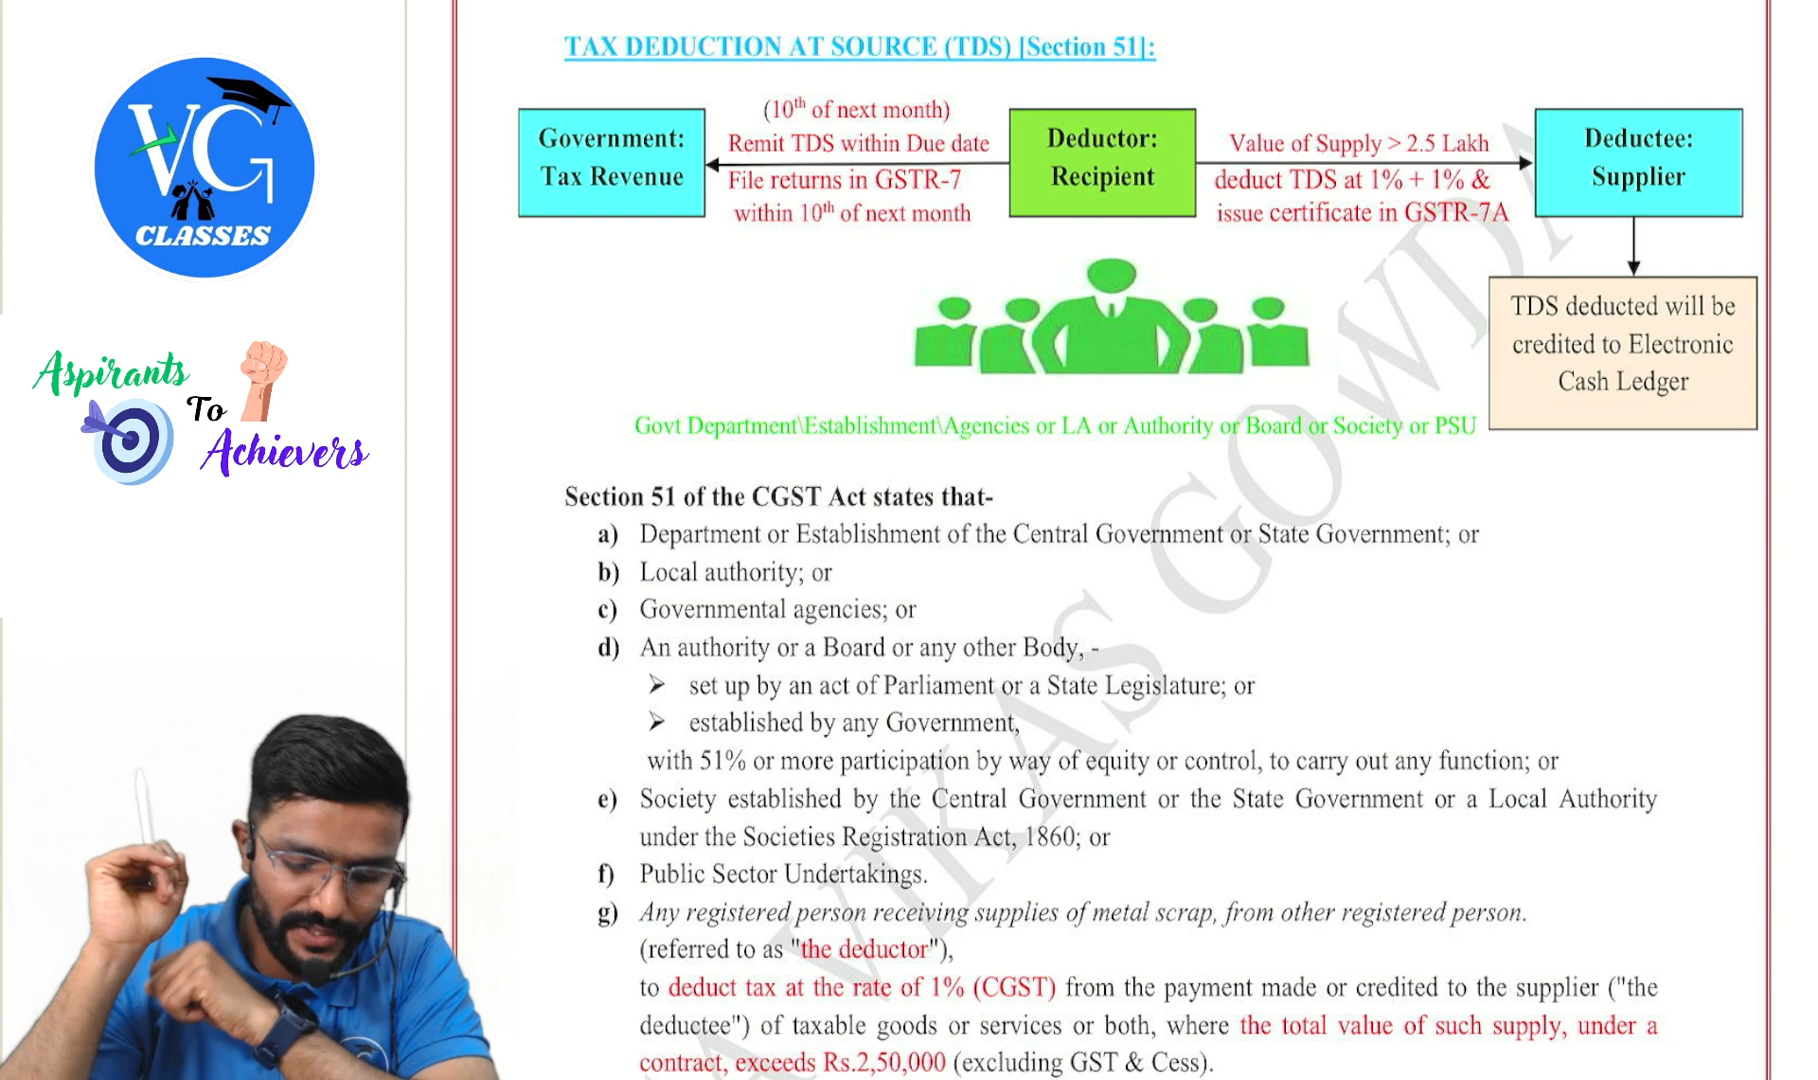 VG
CLASSES
Aspirants
To
Achievers
TAX DEDUCTION AT SOURCE (TDS) [Section 51]:
Government:
Tax Revenue
(10th of next month)
Remit TDS within Due date
File returns in GSTR-7
within 10th of next month
Deductor:
Recipient
Value of Supply > 2.5 Lakh
deduct TDS at 1% + 1% &
issue certificate in GSTR-7A
Deductee:
Supplier
TDS deducted will be
credited to Electronic
Cash Ledger
Govt Department\Establishment\Agencies or LA or Authority or Board or Society or PSU
Section 51 of the CGST Act states that-
a) Department or Establishment of the Central Government or State Government; or
b) Local authority; or
c) Governmental agencies; or
d) An authority or a Board or any other Body, -
➢ set up by an act of Parliament or a State Legislature; or
➢ established by any Government,
with 51% or more participation by way of equity or control, to carry out any function; or
e) Society established by the Central Government or the State Government or a Local Authority
under the Societies Registration Act, 1860; or
f) Public Sector Undertakings.
g) Any registered person receiving supplies of metal scrap, from other registered person.
(referred to as "the deductor"),
to deduct tax at the rate of 1% (CGST) from the payment made or credited to the supplier ("the
deductee") of taxable goods or services or both, where the total value of such supply, under a
contract, exceeds Rs.2,50,000 (excluding GST & Cess).
VIKAS GOWDA